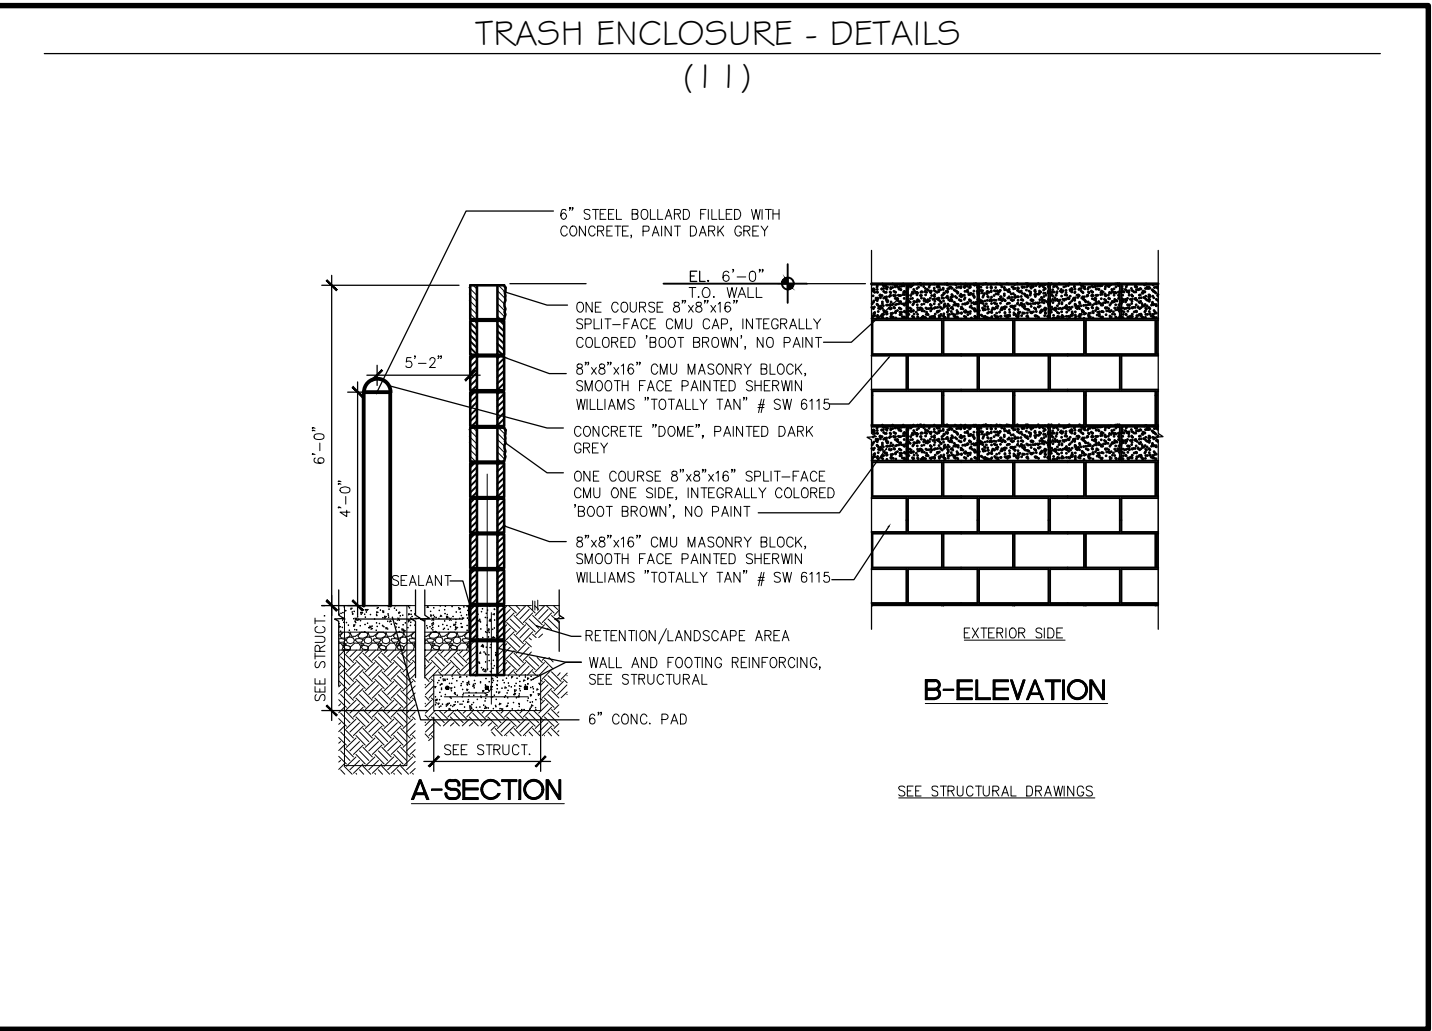 TRASH ENCLOSURE - DETAILS
(11)
6" STEEL BOLLARD FILLED WITH
CONCRETE, PAINT DARK GREY
EL. 6'-0"
T.O. WALL
ONE COURSE 8"x8"x16"
SPLIT-FACE CMU CAP, INTEGRALLY
COLORED 'BOOT BROWN', NO PAINT
5'-2"
8"x8"x16" CMU MASONRY BLOCK,
SMOOTH FACE PAINTED SHERWIN
WILLIAMS "TOTALLY TAN" # SW 6115
CONCRETE "DOME", PAINTED DARK
GREY
6'-0"
4'-0"
ONE COURSE 8"x8"x16" SPLIT-FACE
CMU ONE SIDE, INTEGRALLY COLORED
'BOOT BROWN', NO PAINT
8"x8"x16" CMU MASONRY BLOCK,
SMOOTH FACE PAINTED SHERWIN
WILLIAMS "TOTALLY TAN" # SW 6115
SEALANT
RETENTION/LANDSCAPE AREA
SEE STRUCT.
WALL AND FOOTING REINFORCING,
SEE STRUCTURAL
6" CONC. PAD
SEE STRUCT.
A-SECTION
EXTERIOR SIDE
B-ELEVATION
SEE STRUCTURAL DRAWINGS